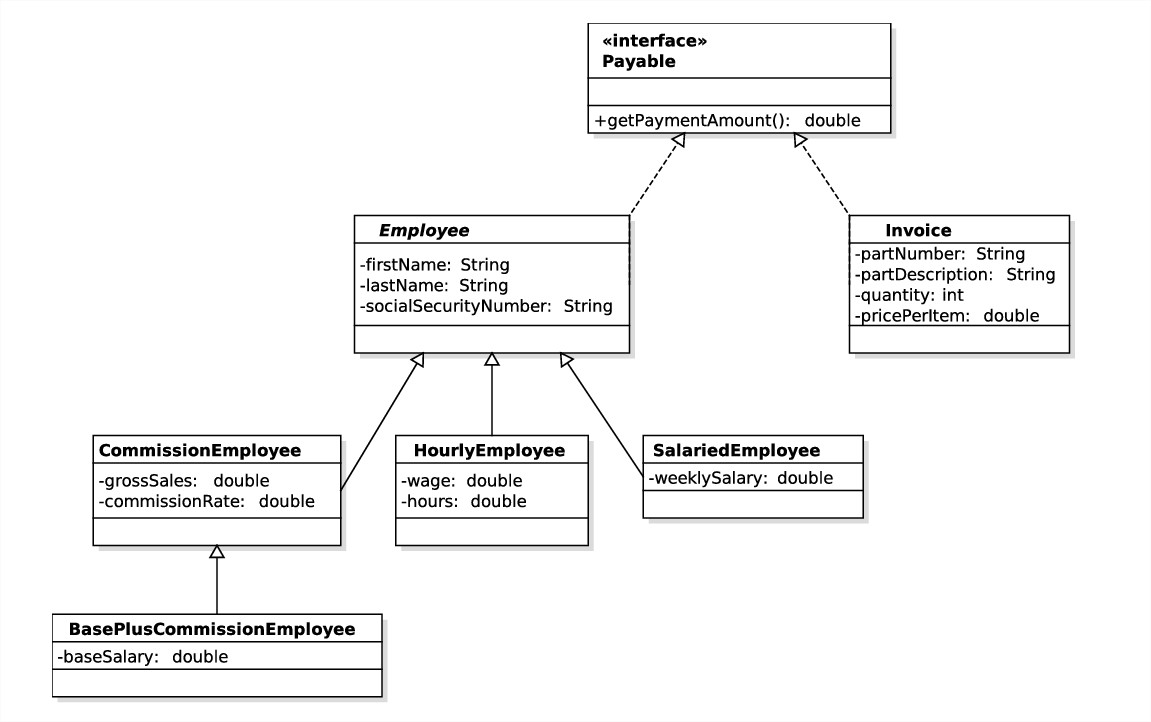 «interface»
Payable
+getPaymentAmount(): double
Employee
-firstName: String
-lastName: String
-socialSecurityNumber: String
Invoice
-partNumber: String
-partDescription: String
-quantity: int
-pricePerItem: double
CommissionEmployee
-grossSales: double
-commissionRate: double
HourlyEmployee
-wage: double
-hours: double
SalariedEmployee
-weeklySalary: double
BasePlusCommissionEmployee
-baseSalary: double